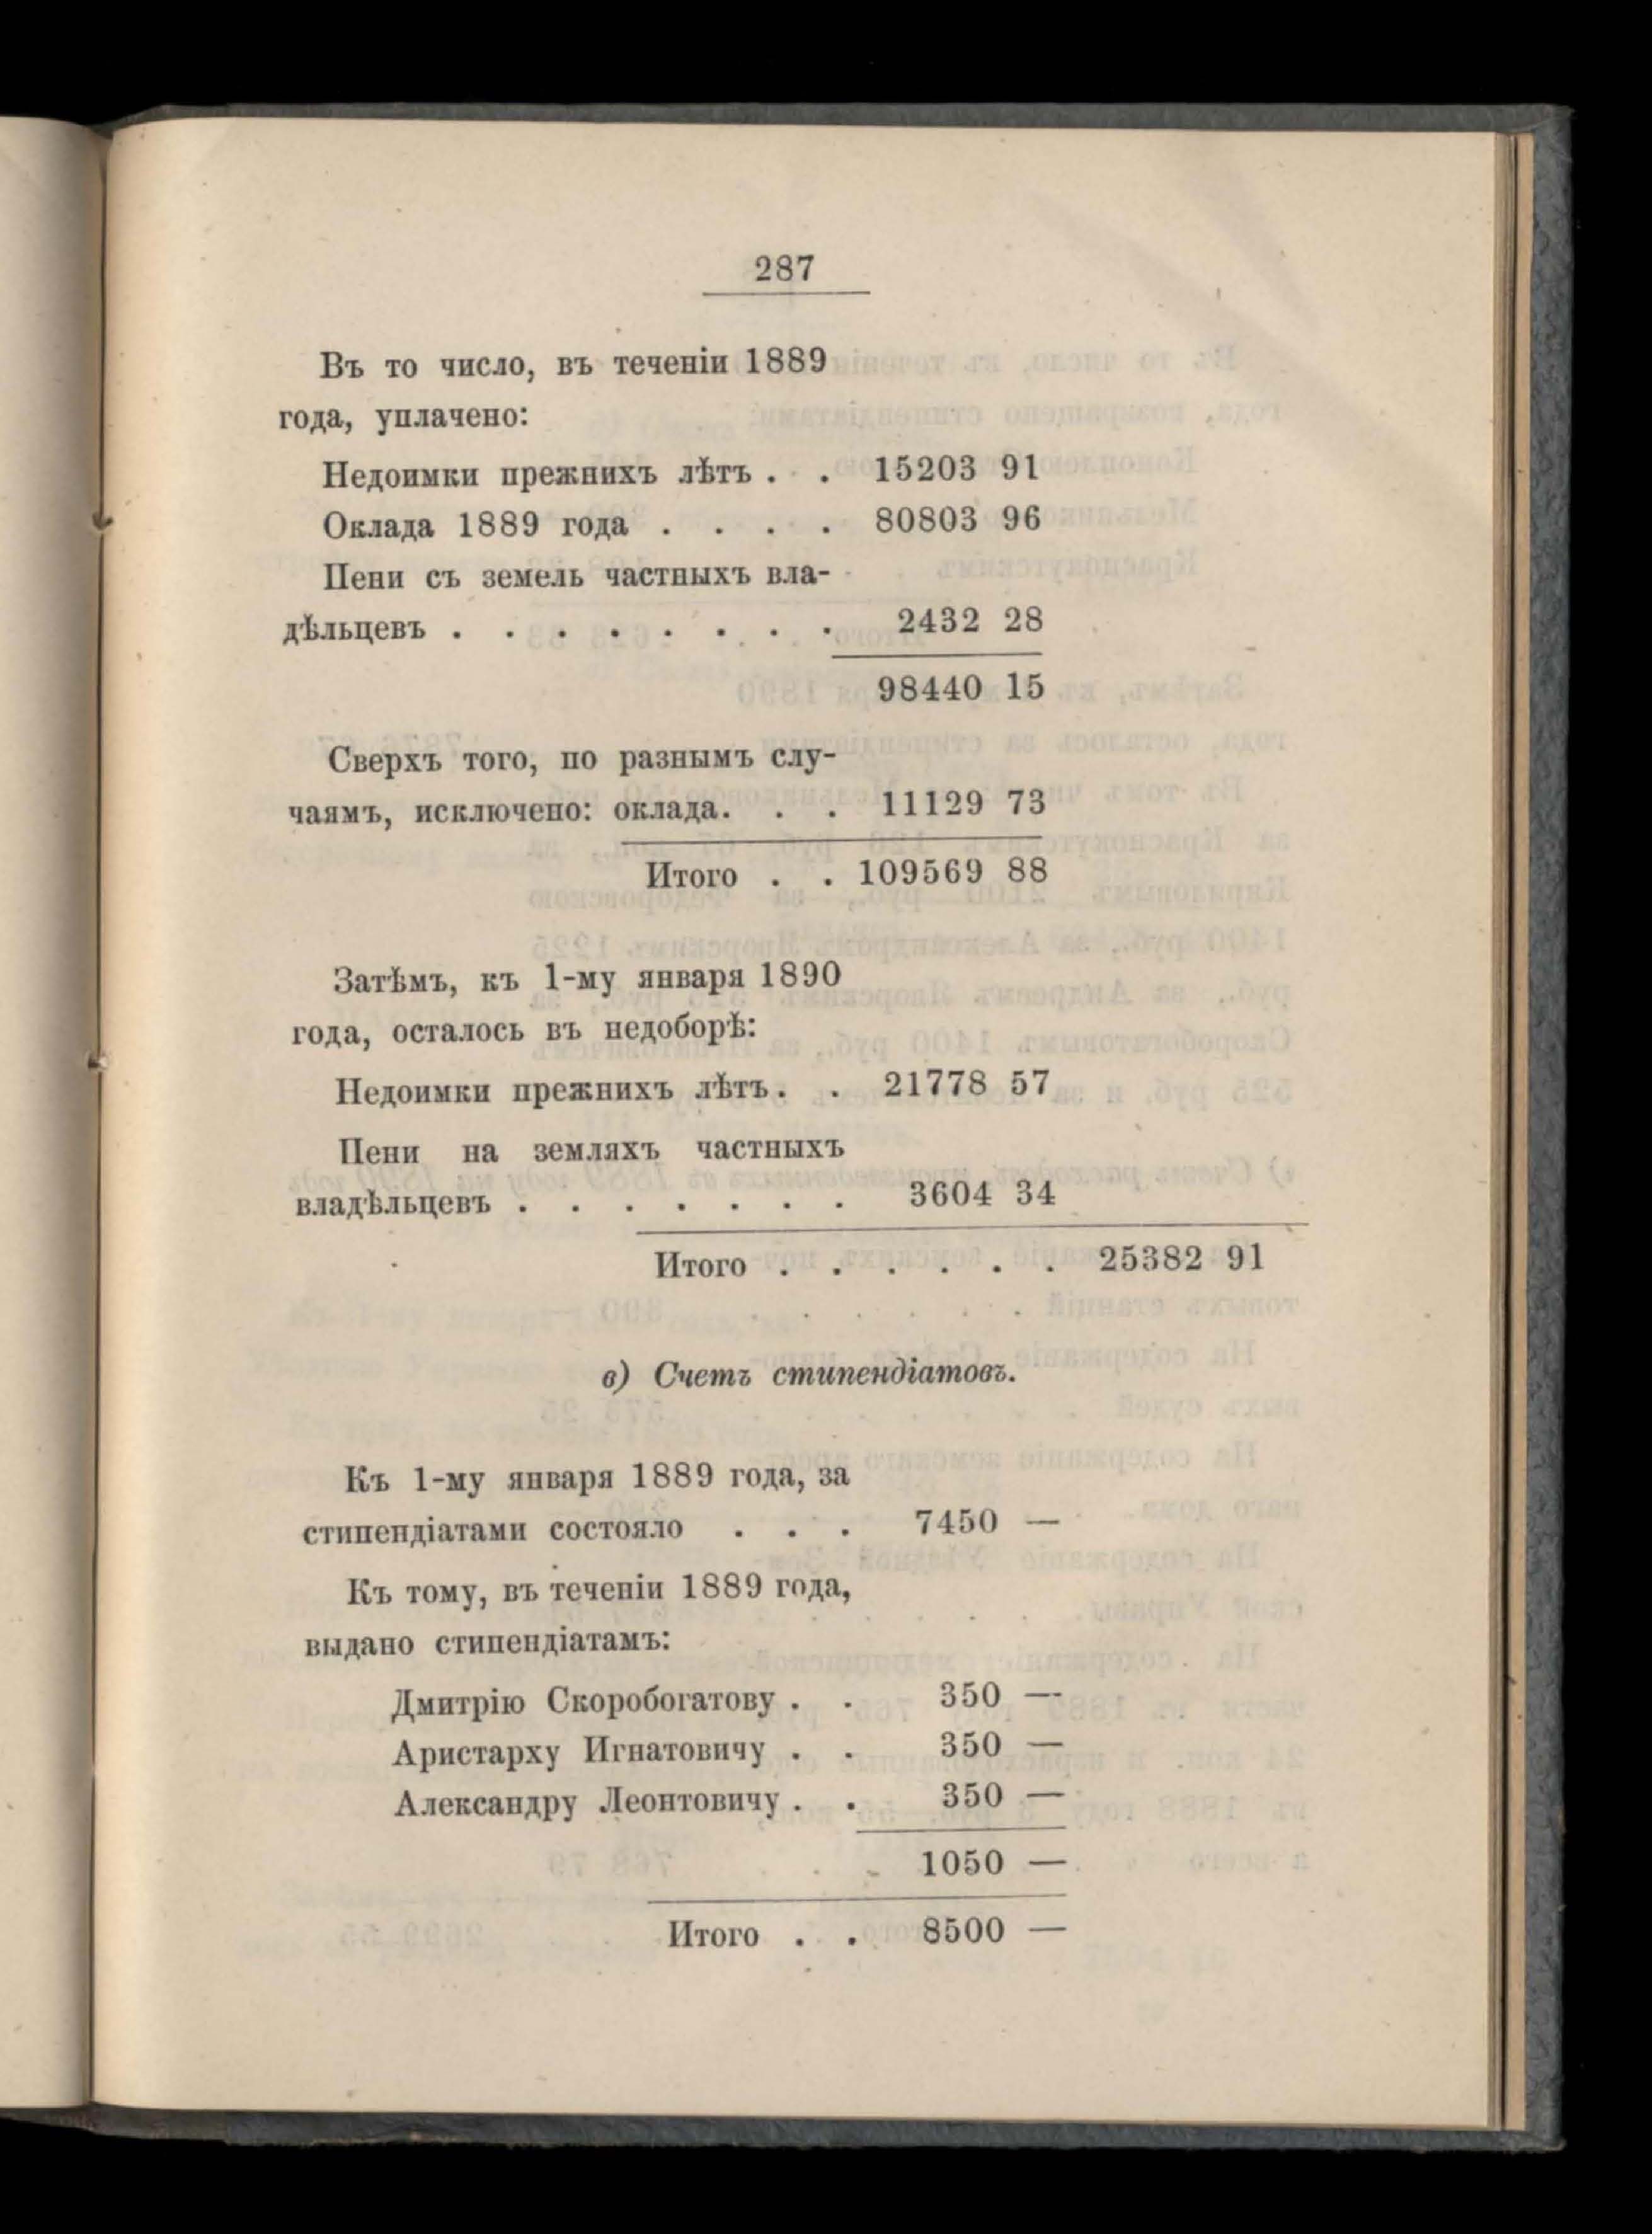 287
Въ то число, въ теченіи 1889
года, уплачено:
Недоимки прежнихъ лѣтъ . . 15203 91
Оклада 1889 года . . . . 80803 96
Пени съ земель частныхъ вла-
дѣльцевъ . . . . . . . . 2432 28
98440 15
Сверхъ того, по разнымъ слу-
чаямъ, исключено: оклада. . . 11129 73
Итого . . 109569 88
Затѣмъ, къ 1-му января 1890
года, осталось въ недоборѣ:
Недоимки прежнихъ лѣтъ. . 21778 57
Пени на земляхъ частныхъ
владѣльцевъ . . . . . . . 3604 34
Итого . . . . . . 25382 91
в) Счетъ стипендіатовъ.
Къ 1-му января 1889 года, за
стипендіатами состояло . . . 7450 —
Къ тому, въ теченіи 1889 года,
выдано стипендіатамъ:
Дмитрію Скоробогатову . . 350 —
Аристарху Игнатовичу . . 350 —
Александру Леонтовичу . . 350 —
1050 —
Итого . . 8500 —